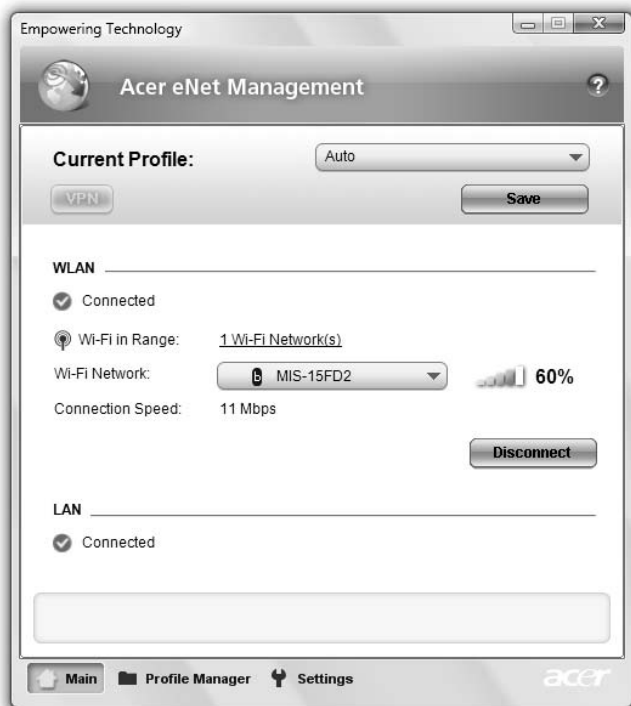 Empowering Technology
Acer eNet Management
?
Current Profile:
Auto
VPN
Save
WLAN
Connected
Wi-Fi in Range:
1 Wi-Fi Network(s)
Wi-Fi Network:
b MIS-15FD2
60%
Connection Speed:
11 Mbps
Disconnect
LAN
Connected
Main
Profile Manager
Settings
acer